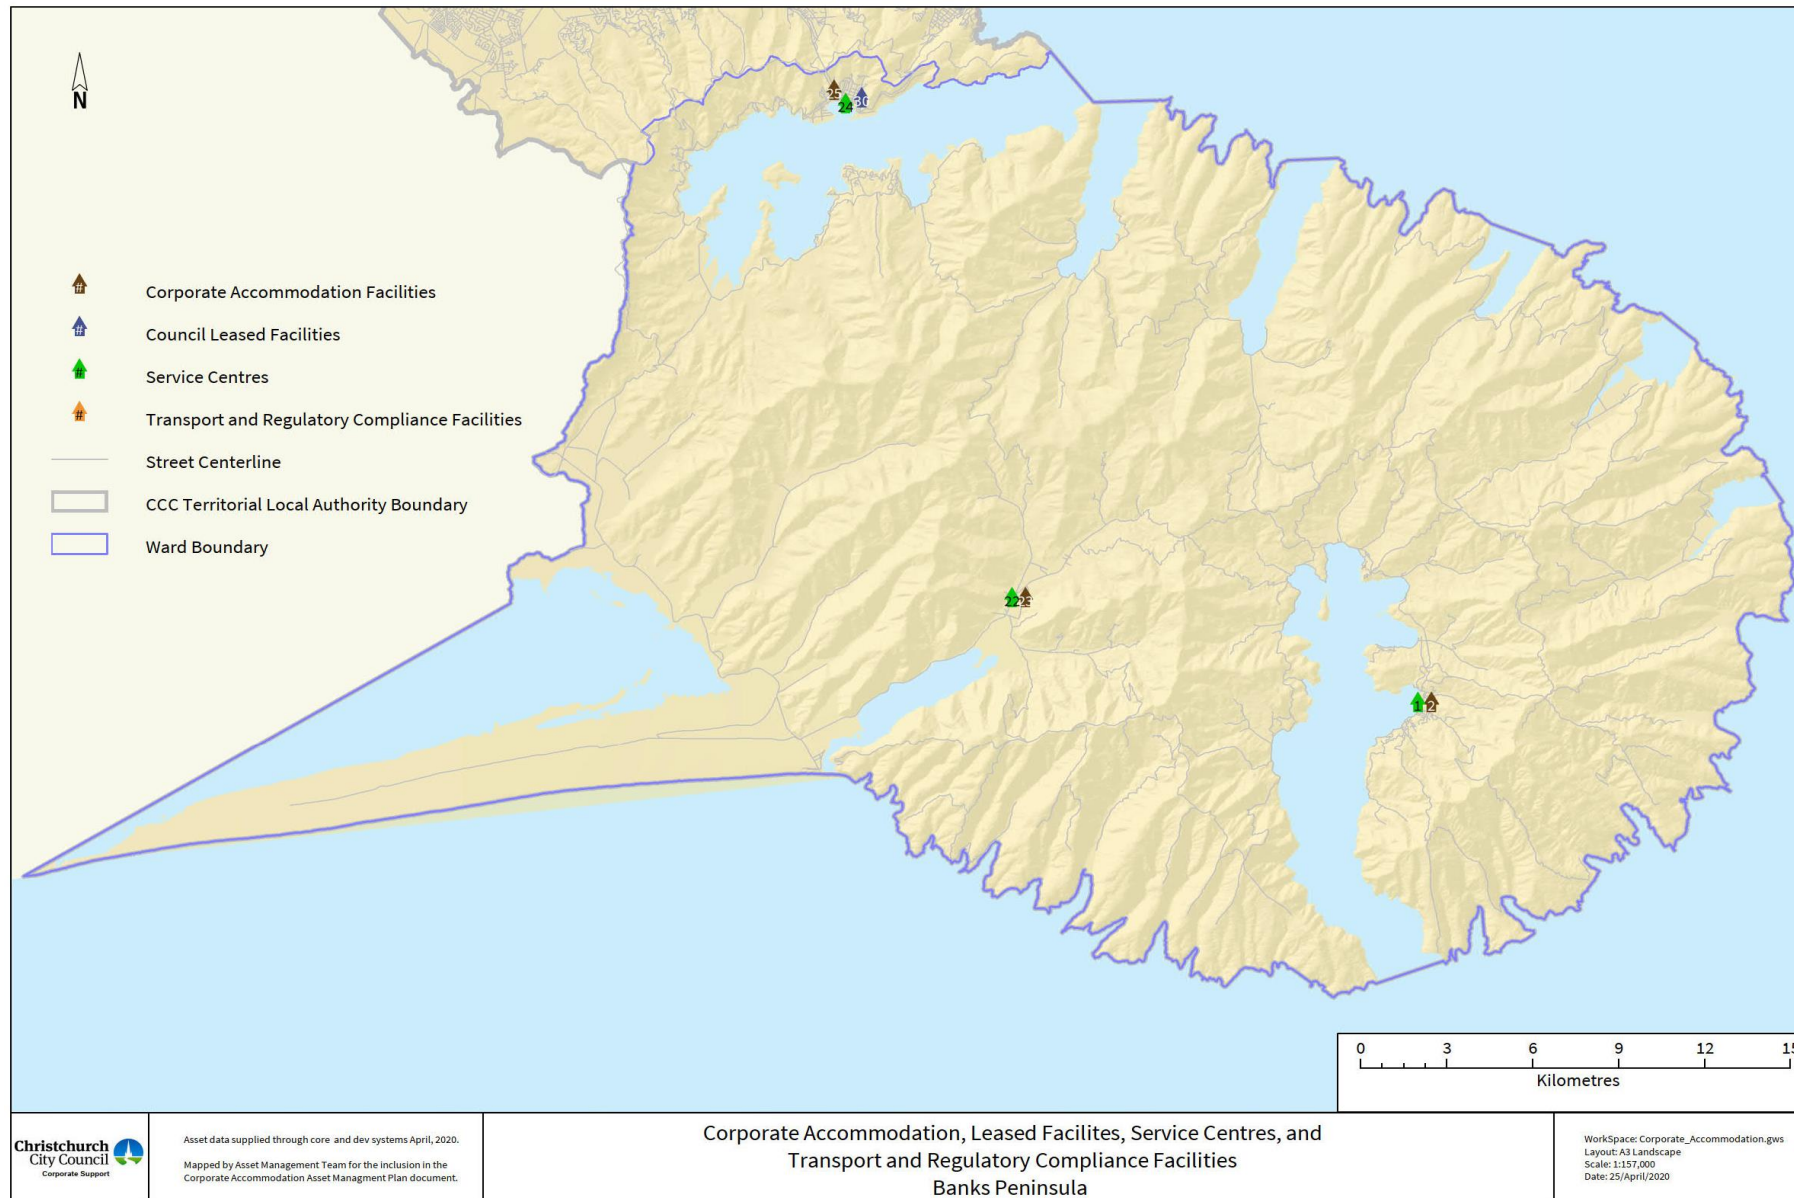 N
25
24
30
#
Corporate Accommodation Facilities
#
Council Leased Facilities
#
Service Centres
#
Transport and Regulatory Compliance Facilities
Street Centerline
CCC Territorial Local Authority Boundary
Ward Boundary
22 23
1 2
0 3 6 9 12 15
Kilometres
Christchurch
City Council
Corporate Support
Asset data supplied through core and dev systems April, 2020.
Mapped by Asset Management Team for the inclusion in the
Corporate Accommodation Asset Managment Plan document.
Corporate Accommodation, Leased Facilites, Service Centres, and
Transport and Regulatory Compliance Facilities
Banks Peninsula
WorkSpace: Corporate_Accommodation.gws
Layout: A3 Landscape
Scale: 1:157,000
Date: 25/April/2020